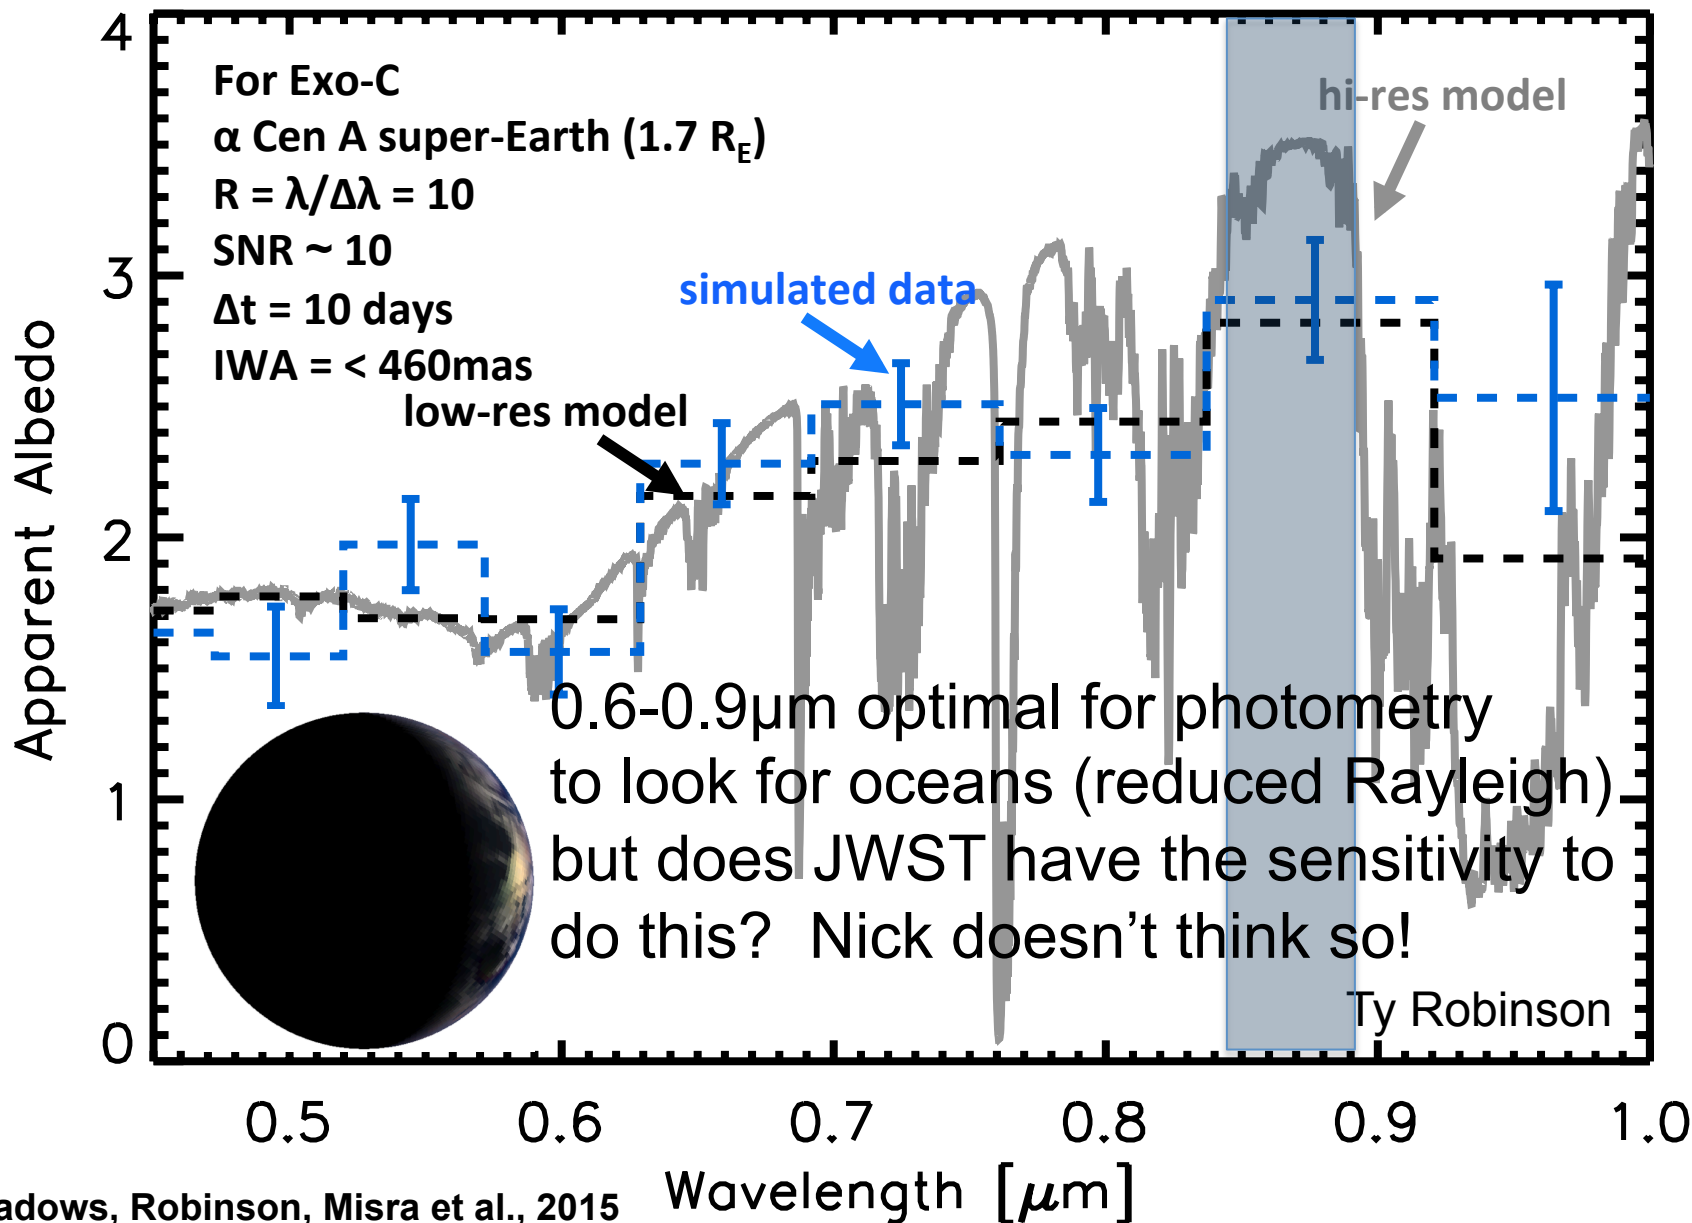 For Exo-C
α Cen A super-Earth (1.7 R_E)
R = λ/Δλ = 10
SNR ~ 10
Δt = 10 days
IWA = < 460mas
hi-res model
simulated data
low-res model
0.6-0.9μm optimal for photometry
to look for oceans (reduced Rayleigh)
but does JWST have the sensitivity to
do this?  Nick doesn't think so!
Ty Robinson
Apparent Albedo
4
3
2
1
0
0.5 0.6 0.7 0.8 0.9 1.0
Wavelength [μm]
adows, Robinson, Misra et al., 2015